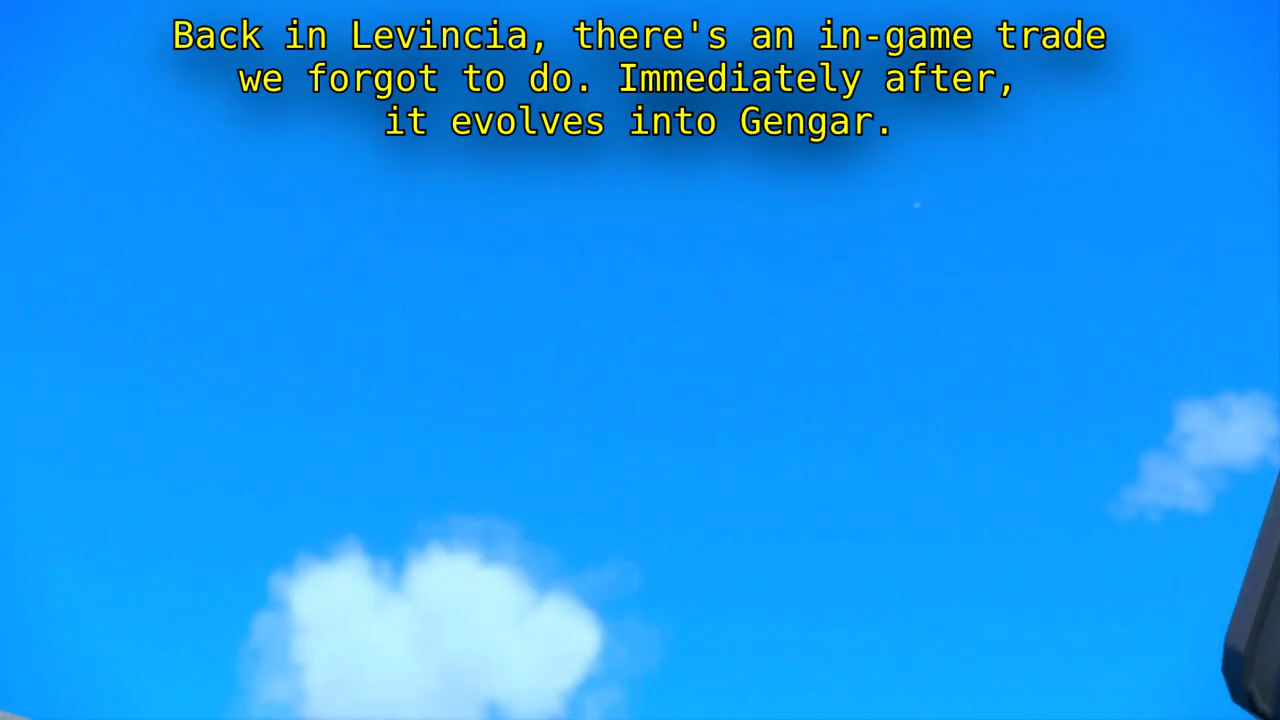 Back in Levincia, there's an in-game trade
we forgot to do. Immediately after,
it evolves into Gengar.